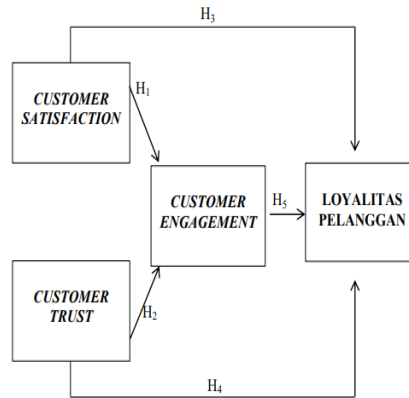 H3
CUSTOMER
SATISFACTION
H1
CUSTOMER
ENGAGEMENT
H5
LOYALITAS
PELANGGAN
CUSTOMER
TRUST
H2
H4